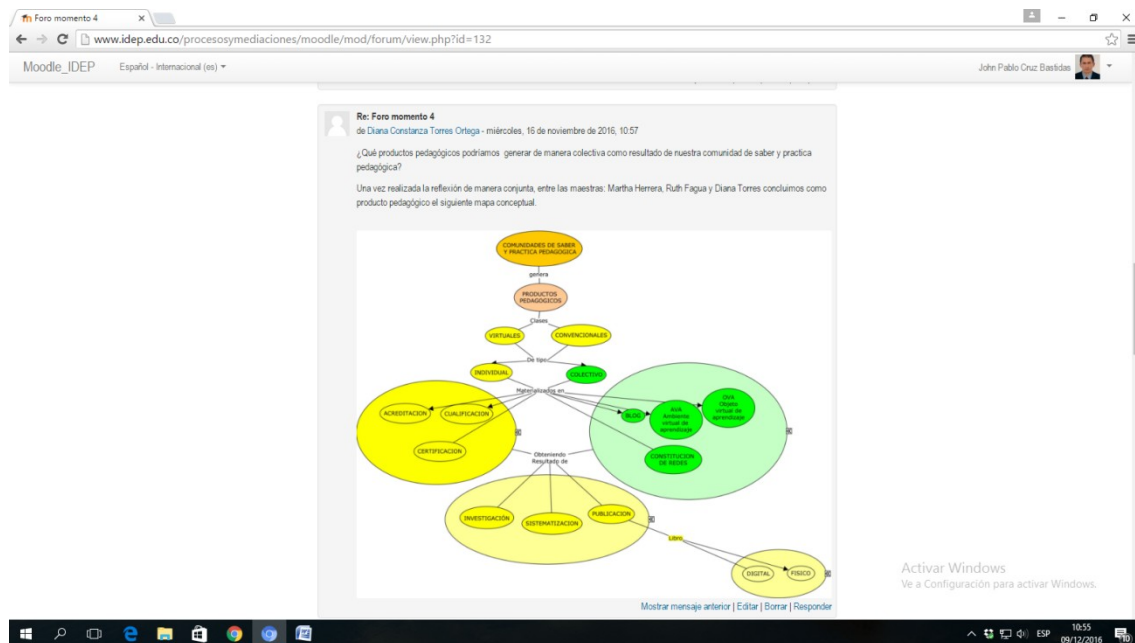 Foro momento 4
www.idep.edu.co/procesosymediaciones/moodle/mod/forum/view.php?id=132
Moodle_IDEP
Español - Internacional (es)
John Pablo Cruz Bastidas
Re: Foro momento 4
de Diana Constanza Torres Ortega - miércoles, 16 de noviembre de 2016, 10:57
¿Qué productos pedagógicos podríamos generar de manera colectiva como resultado de nuestra comunidad de saber y practica
pedagógica?
Una vez realizada la reflexión de manera conjunta, entre las maestras: Martha Herrera, Ruth Fagua y Diana Torres concluimos como
producto pedagógico el siguiente mapa conceptual.
COMUNIDADES DE SABER
Y PRACTICA PEDAGOGICA
genera
PRODUCTOS
PEDAGOGICOS
Clases
VIRTUALES
CONVENCIONALES
De tipo
INDIVIDUAL
COLECTIVO
Materializados en
ACREDITACION
CUALIFICACIÓN
CERTIFICACION
BLOG
AVA
Ambiente
virtual de
aprendizaje
OVA
Objeto
virtual de
aprendizaje
CONSTITUCION
DE REDES
Obteniendo
Resultado de
INVESTIGACIÓN
SISTEMATIZACION
PUBLICACION
Libro
DIGITAL
FISICO
Activar Windows
Ve a Configuración para activar Windows.
Mostrar mensaje anterior | Editar | Borrar | Responder
ESP
10:55
09/12/2016